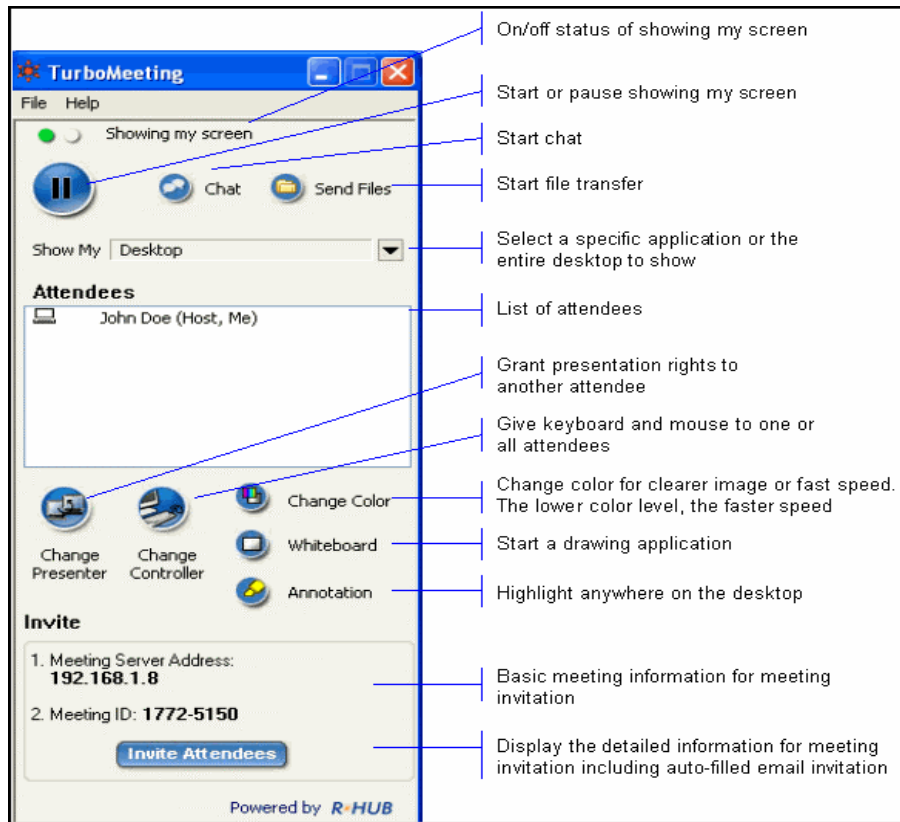 On/off status of showing my screen
TurboMeeting
File Help
Start or pause showing my screen
Showing my screen
Start chat
Chat
Send Files
Start file transfer
Show My
Desktop
Select a specific application or the
entire desktop to show
Attendees
List of attendees
John Doe (Host, Me)
Grant presentation rights to
another attendee
Give keyboard and mouse to one or
all attendees
Change Color
Change color for clearer image or fast speed.
The lower color level, the faster speed
Whiteboard
Start a drawing application
Change
Presenter
Change
Controller
Annotation
Highlight anywhere on the desktop
Invite
1. Meeting Server Address:
192.168.1.8
Basic meeting information for meeting
invitation
2. Meeting ID: 1772-5150
Invite Attendees
Display the detailed information for meeting
invitation including auto-filled email invitation
Powered by R-HUB